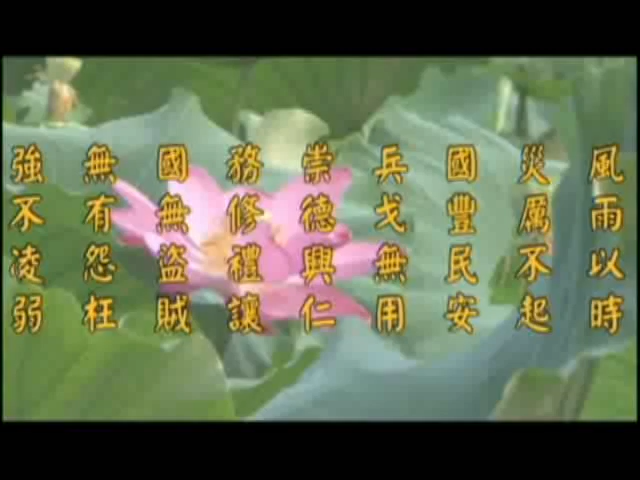 風雨以時
災厲不起
國豐民安
兵戈無用
崇德興仁
務修禮讓
國無盜賊
無有怨枉
強不凌弱